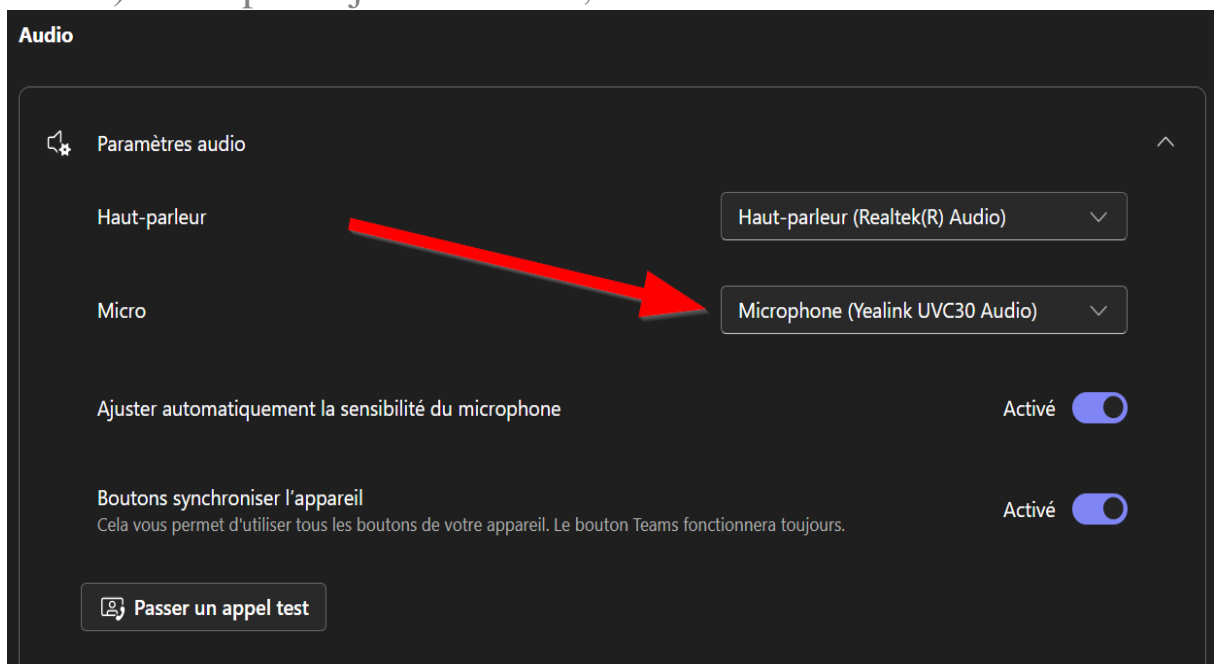 Audio
Paramètres audio
Haut-parleur
Haut-parleur (Realtek(R) Audio)
Micro
Microphone (Yealink UVC30 Audio)
Ajuster automatiquement la sensibilité du microphone
Activé
Boutons synchroniser l'appareil
Activé
Cela vous permet d'utiliser tous les boutons de votre appareil. Le bouton Teams fonctionnera toujours.
Passer un appel test